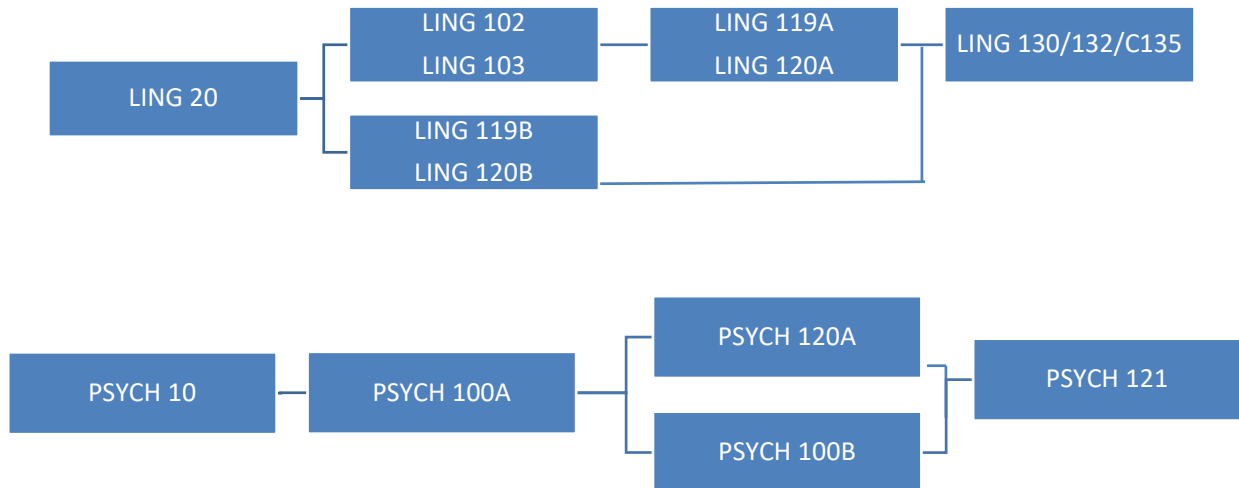 LING 20
LING 102
LING 103
LING 119A
LING 120A
LING 130/132/C135
LING 119B
LING 120B
PSYCH 10
PSYCH 100A
PSYCH 120A
PSYCH 100B
PSYCH 121